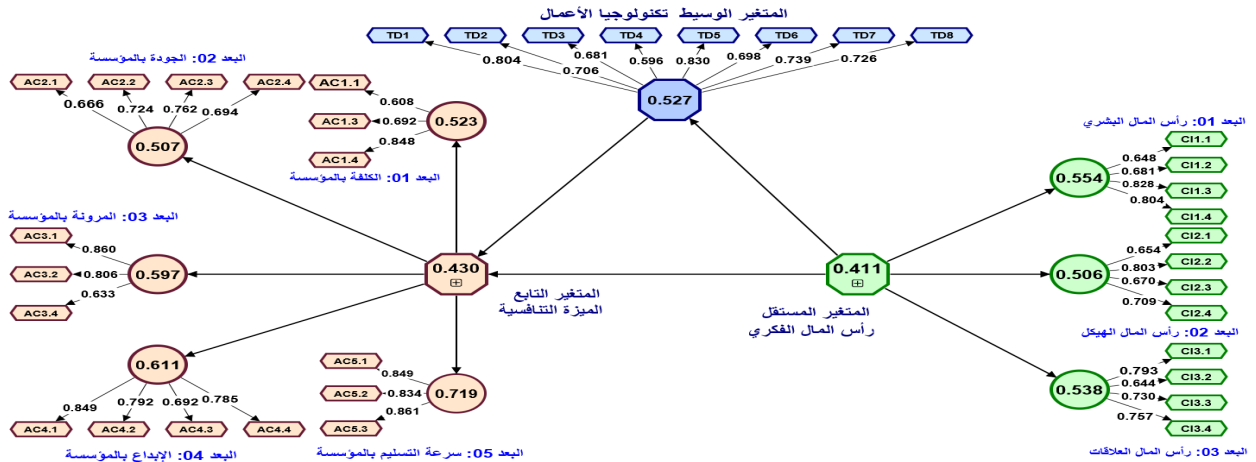 المتغير الوسيط تكنولوجيا الأعمال
TD1 TD2 TD3 TD4 TD5 TD6 TD7 TD8
0.804 0.706 0.681 0.596 0.830 0.698 0.739 0.726
0.527
البعد 02: الجودة بالمؤسسة
AC2.1 AC2.2 AC2.3 AC2.4
0.666 0.724 0.762 0.694
0.507
AC1.1
AC1.3
AC1.4
0.608
0.692
0.848
0.523
البعد 01: الكلفة بالمؤسسة
البعد 03: المرونة بالمؤسسة
AC3.1
AC3.2
AC3.4
0.860
0.806
0.633
0.597
0.430
المتغير التابع
الميزة التنافسية
0.611
0.849 0.792 0.692 0.785
AC4.1 AC4.2 AC4.3 AC4.4
البعد 04: الإبداع بالمؤسسة
AC5.1
AC5.2
AC5.3
0.849
0.834
0.861
0.719
البعد 05: سرعة التسليم بالمؤسسة
0.411
المتغير المستقل
رأس المال الفكري
البعد 01: رأس المال البشري
CI1.1
CI1.2
CI1.3
CI1.4
0.648
0.681
0.828
0.804
0.554
CI2.1
CI2.2
CI2.3
CI2.4
0.654
0.803
0.670
0.709
0.506
البعد 02: رأس المال الهيكل
CI3.1
CI3.2
CI3.3
CI3.4
0.793
0.644
0.730
0.757
0.538
البعد 03: رأس المال العلاقات